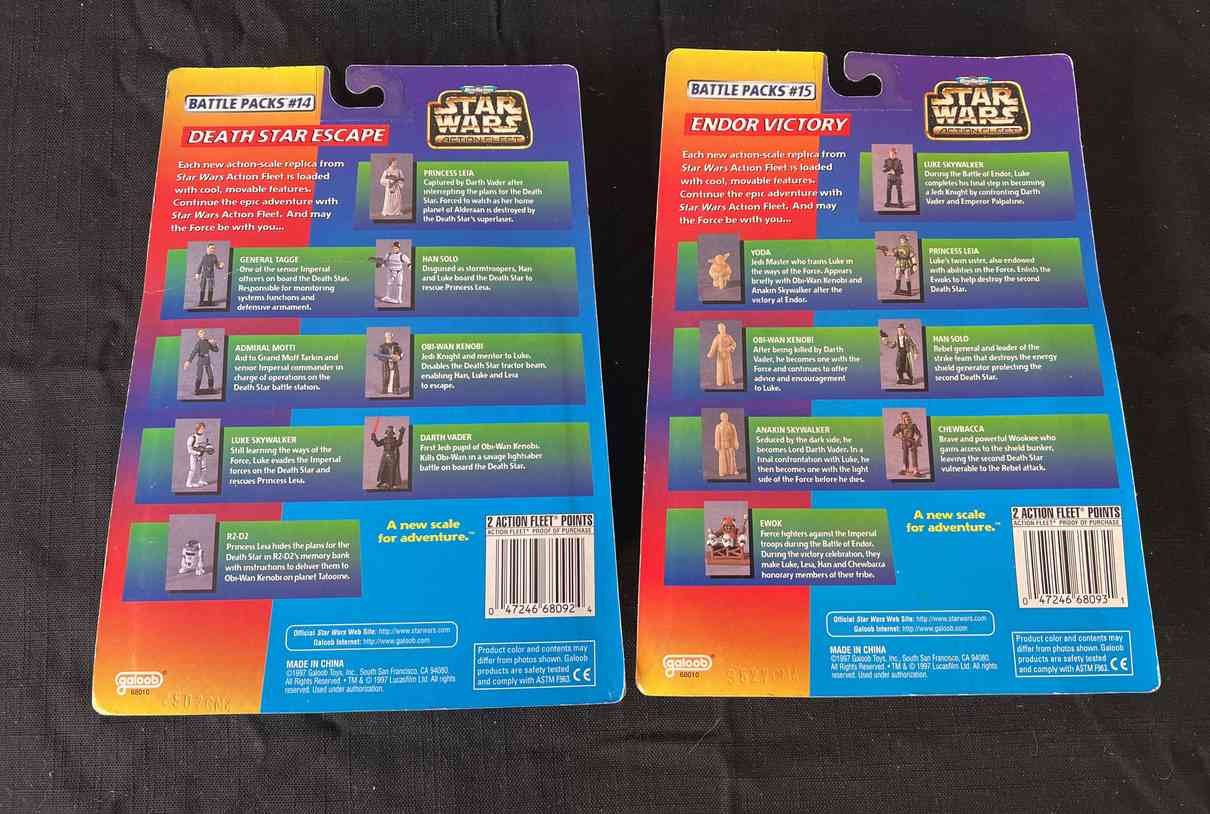 BATTLE PACKS #14
STAR
WARS
ACTION FLEET
DEATH STAR ESCAPE
Each new action-scale replica from
Star Wars Action Fleet is loaded
with cool, movable features.
Continue the epic adventure with
Star Wars Action Fleet. And may
the Force be with you...
PRINCESS LEIA
Captured by Darth Vader after
intercepting the plans for the Death
Star. Forced to watch as her home
planet of Alderaan is destroyed by
the Death Star's superlaser.
GENERAL TAGGE
One of the senior Imperial
officers on board the Death Star.
Responsible for monitoring
systems functions and
defensive armament.
HAN SOLO
Disguised as stormtroopers, Han
and Luke board the Death Star to
rescue Princess Leia.
ADMIRAL MOTTI
Aid to Grand Moff Tarkin and
senior Imperial commander in
charge of operations on the
Death Star battle station.
OBI-WAN KENOBI
Jedi Knight and mentor to Luke.
Disables the Death Star tractor beam,
enabling Han, Luke and Leia
to escape.
LUKE SKYWALKER
Still learning the ways of the
Force, Luke evades the Imperial
forces on the Death Star and
rescues Princess Leia.
DARTH VADER
First Jedi pupil of Obi-Wan Kenobi.
Kills Obi-Wan in a savage lightsaber
battle on board the Death Star.
R2-D2
Princess Leia hides the plans for the
Death Star in R2-D2's memory bank
with instructions to deliver them to
Obi-Wan Kenobi on planet Tatooine.
A new scale
for adventure.™
2 ACTION FLEET® POINTS
ACTION FLEET® PROOF OF PURCHASE
0 47246 68092 4
Official Star Wars Web Site: http://www.starwars.com
Galoob Internet: http://www.galoob.com
MADE IN CHINA
©1997 Galoob Toys, Inc., South San Francisco, CA 94080.
All Rights Reserved. • TM & © 1997 Lucasfilm Ltd. All rights
reserved. Used under authorization.
Product color and contents may
differ from photos shown. Galoob
products are safety tested
and comply with ASTM F963. CE
galoob®
68010
BATTLE PACKS #15
STAR
WARS
ACTION FLEET
ENDOR VICTORY
Each new action-scale replica from
Star Wars Action Fleet is loaded
with cool, movable features.
Continue the epic adventure with
Star Wars Action Fleet. And may
the Force be with you...
LUKE SKYWALKER
During the Battle of Endor, Luke
completes his final step in becoming
a Jedi Knight by confronting Darth
Vader and Emperor Palpatine.
YODA
Jedi Master who trains Luke in
the ways of the Force. Appears
briefly with Obi-Wan Kenobi and
Anakin Skywalker after the
victory at Endor.
PRINCESS LEIA
Luke's twin sister, also endowed
with abilities in the Force. Enlists the
Ewoks to help destroy the second
Death Star.
OBI-WAN KENOBI
After being killed by Darth
Vader, he becomes one with the
Force and continues to offer
advice and encouragement
to Luke.
HAN SOLO
Rebel general and leader of the
strike team that destroys the energy
shield generator protecting the
second Death Star.
ANAKIN SKYWALKER
Seduced by the dark side, he
becomes Lord Darth Vader. In a
final confrontation with Luke, he
then becomes one with the light
side of the Force before he dies.
CHEWBACCA
Brave and powerful Wookiee who
gains access to the shield bunker,
leaving the second Death Star
vulnerable to the Rebel attack.
EWOK
Fierce fighters against the Imperial
troops during the Battle of Endor.
During the victory celebration, they
make Luke, Leia, Han and Chewbacca
honorary members of their tribe.
A new scale
for adventure.™
2 ACTION FLEET® POINTS
ACTION FLEET® PROOF OF PURCHASE
0 47246 68093 1
Official Star Wars Web Site: http://www.starwars.com
Galoob Internet: http://www.galoob.com
MADE IN CHINA
©1997 Galoob Toys, Inc., South San Francisco, CA 94080.
All Rights Reserved. • TM & © 1997 Lucasfilm Ltd. All rights
reserved. Used under authorization.
Product color and contents may
differ from photos shown. Galoob
products are safety tested
and comply with ASTM F963. CE
galoob®
68010